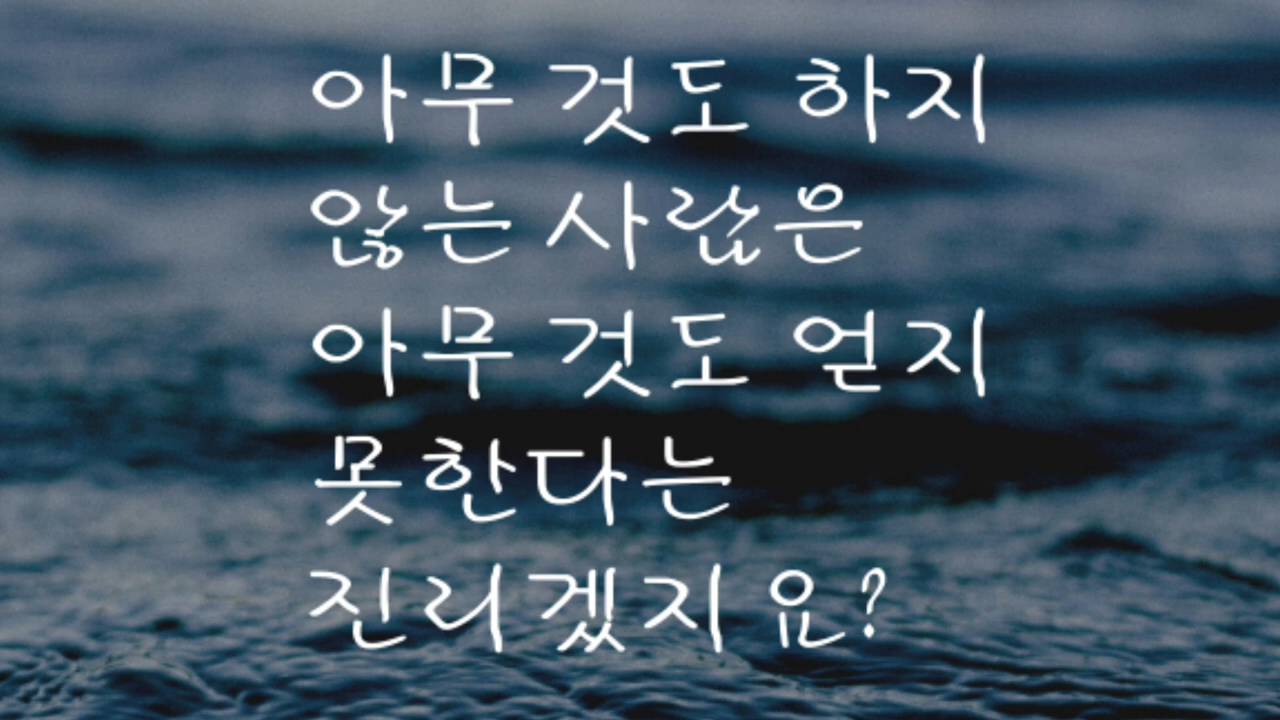 아무 것도 하지
않는 사람은
아무 것도 얻지
못한다는
진리겠지요?